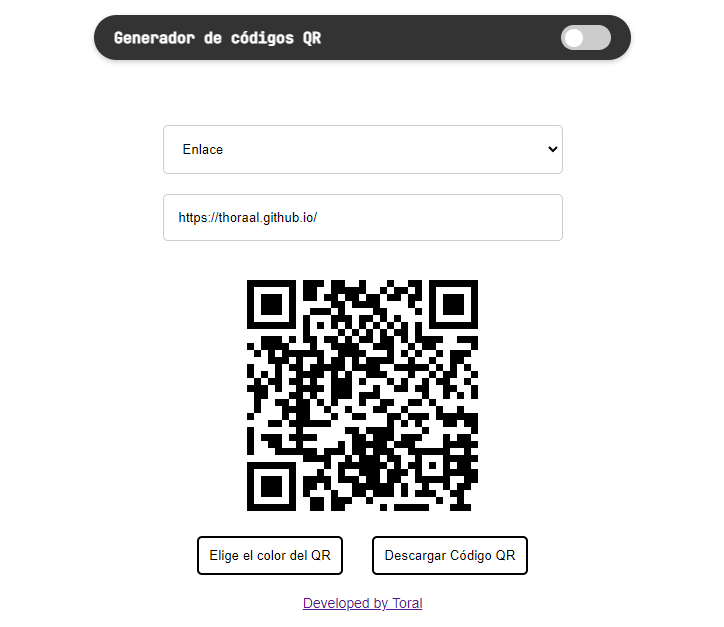 Generador de códigos QR
Enlace
https://thoraal.github.io/
Elige el color del QR
Descargar Código QR
Developed by Toral